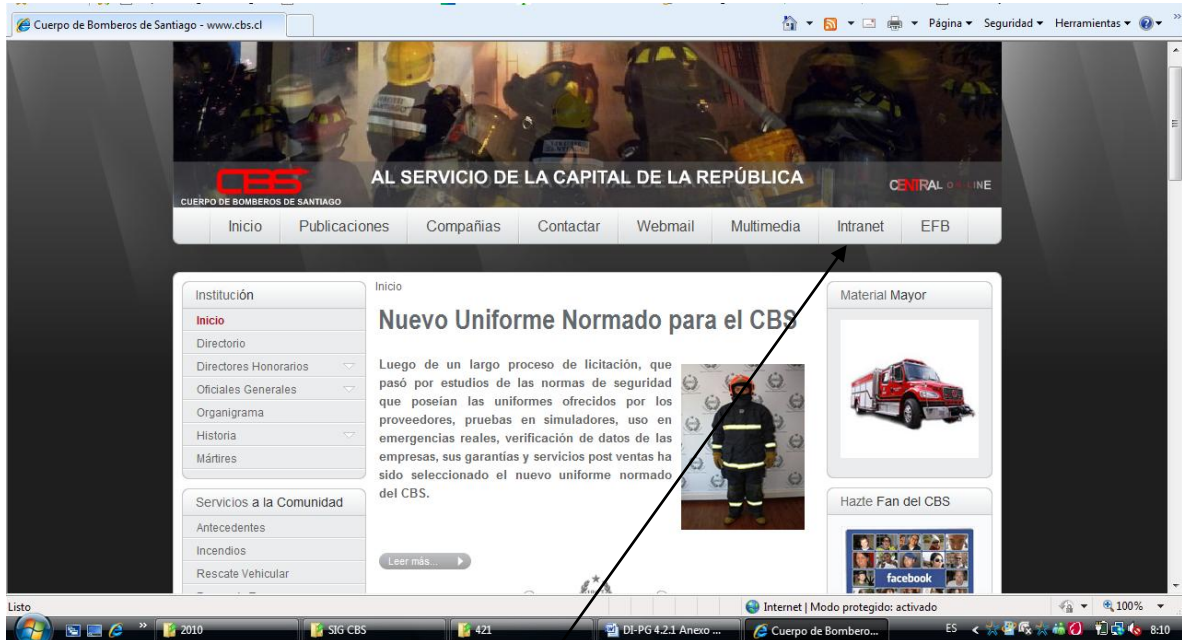 Cuerpo de Bomberos de Santiago - www.cbs.cl
Página
Seguridad
Herramientas
CBS
CUERPO DE BOMBEROS DE SANTIAGO
AL SERVICIO DE LA CAPITAL DE LA REPÚBLICA
CENTRAL ONLINE
Inicio Publicaciones Compañias Contactar Webmail Multimedia Intranet EFB
Institución
Inicio
Directorio
Directores Honorarios
Oficiales Generales
Organigrama
Historia
Mártires
Servicios a la Comunidad
Antecedentes
Incendios
Rescate Vehicular
Inicio
Nuevo Uniforme Normado para el CBS
Luego de un largo proceso de licitación, que
pasó por estudios de las normas de seguridad
que poseían las uniformes ofrecidos por los
proveedores, pruebas en simuladores, uso en
emergencias reales, verificación de datos de las
empresas, sus garantías y servicios post ventas ha
sido seleccionado el nuevo uniforme normado
del CBS.
Leer más...
Material Mayor
Hazte Fan del CBS
facebook
Listo
Internet | Modo protegido: activado
100%
2010
SIG CBS
421
DI-PG 4.2.1 Anexo ...
Cuerpo de Bombero...
ES
8:10